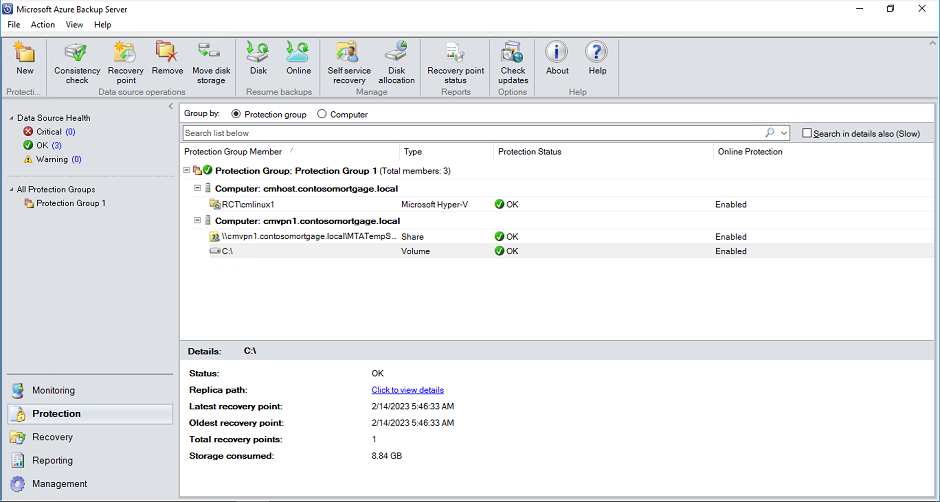 Microsoft Azure Backup Server
File Action View Help
New Consistency check Recovery point Remove Move disk storage Disk Online Self service recovery Disk allocation Recovery point status Check updates About Help
Protecti... Data source operations Resume backups Manage Reports Options Help
Data Source Health
Critical (0)
OK (3)
Warning (0)
All Protection Groups
Protection Group 1
Monitoring
Protection
Recovery
Reporting
Management
Group by: Protection group Computer
Search list below Search in details also (Slow)
Protection Group Member / Type Protection Status Online Protection
Protection Group: Protection Group 1 (Total members: 3)
Computer: cmhost.contosomortgage.local
RCT\cmlinux1 Microsoft Hyper-V OK Enabled
Computer: cmvpn1.contosomortgage.local
\\cmvpn1.contosomortgage.local\MTATempS... Share OK Enabled
C:\ Volume OK Enabled
Details: C:\
Status: OK
Replica path: Click to view details
Latest recovery point: 2/14/2023 5:46:33 AM
Oldest recovery point: 2/14/2023 5:46:33 AM
Total recovery points: 1
Storage consumed: 8.84 GB